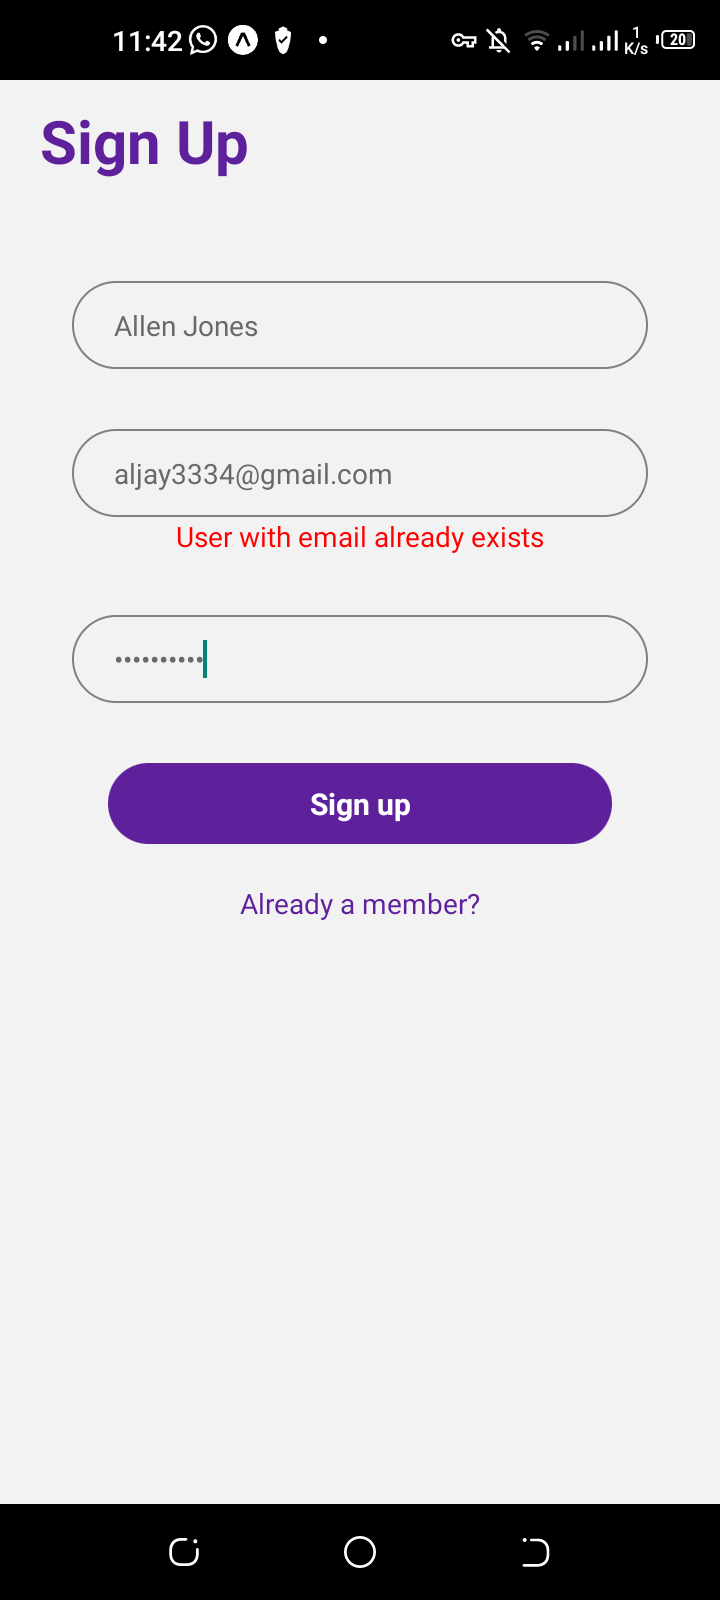 11:42
1
K/s
20
Sign Up
Allen Jones
aljay3334@gmail.com
User with email already exists
••••••••••
Sign up
Already a member?